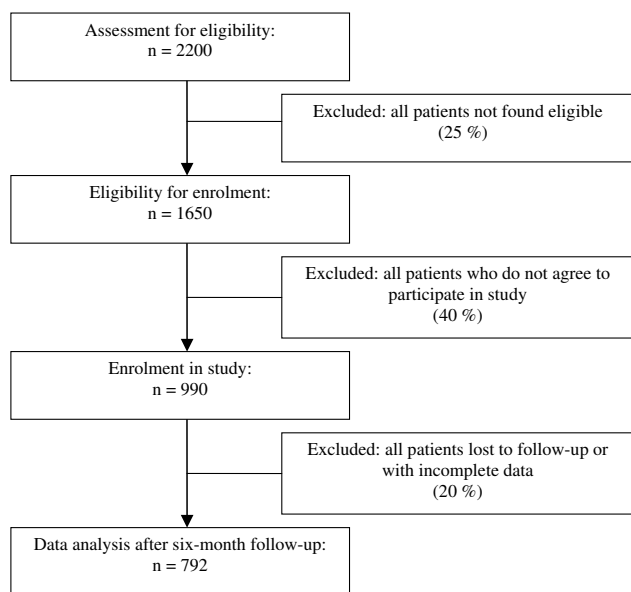 Assessment for eligibility:
n = 2200
Excluded: all patients not found eligible
(25 %)
Eligibility for enrolment:
n = 1650
Excluded: all patients who do not agree to
participate in study
(40 %)
Enrolment in study:
n = 990
Excluded: all patients lost to follow-up or
with incomplete data
(20 %)
Data analysis after six-month follow-up:
n = 792